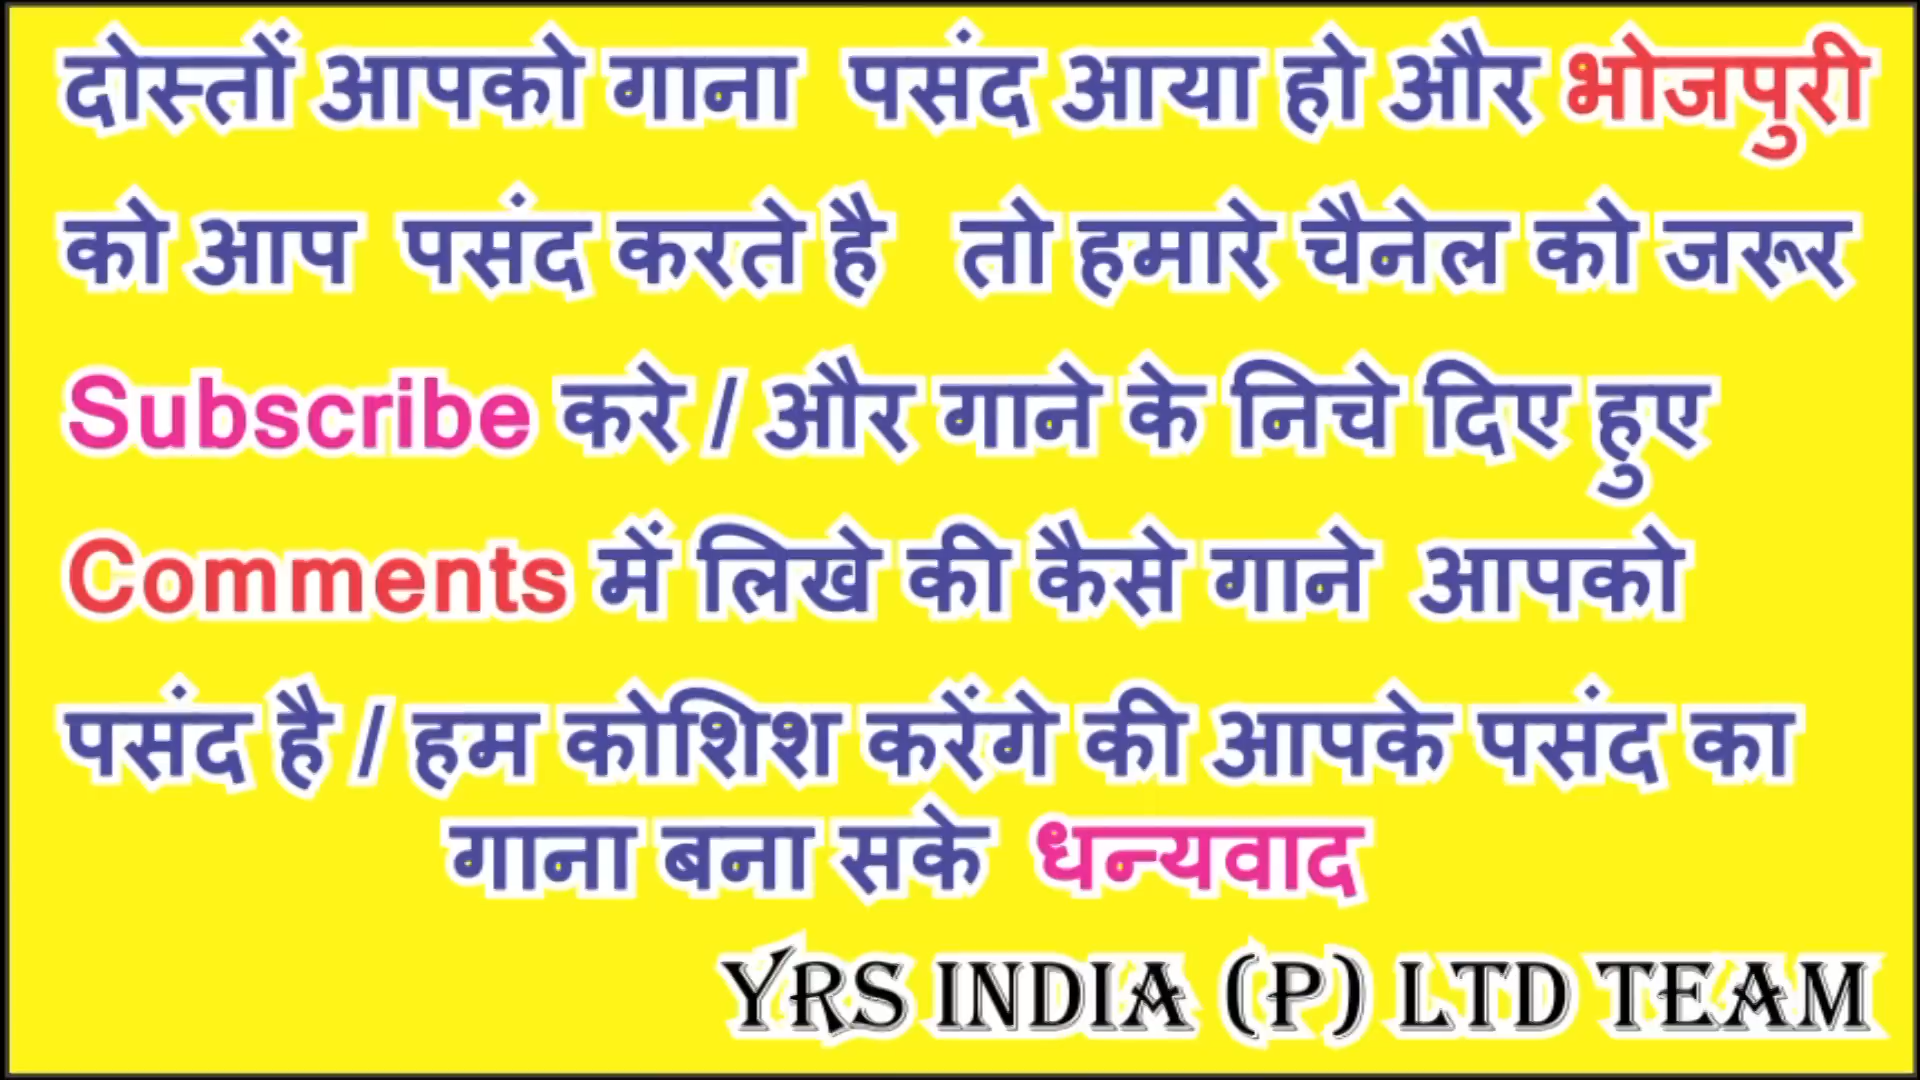 दोस्तों आपको गाना पसंद आया हो और भोजपुरी
को आप पसंद करते है तो हमारे चैनेल को जरूर
Subscribe करे / और गाने के निचे दिए हुए
Comments में लिखे की कैसे गाने आपको
पसंद है / हम कोशिश करेंगे की आपके पसंद का
गाना बना सके धन्यवाद
YRS INDIA (P) LTD TEAM